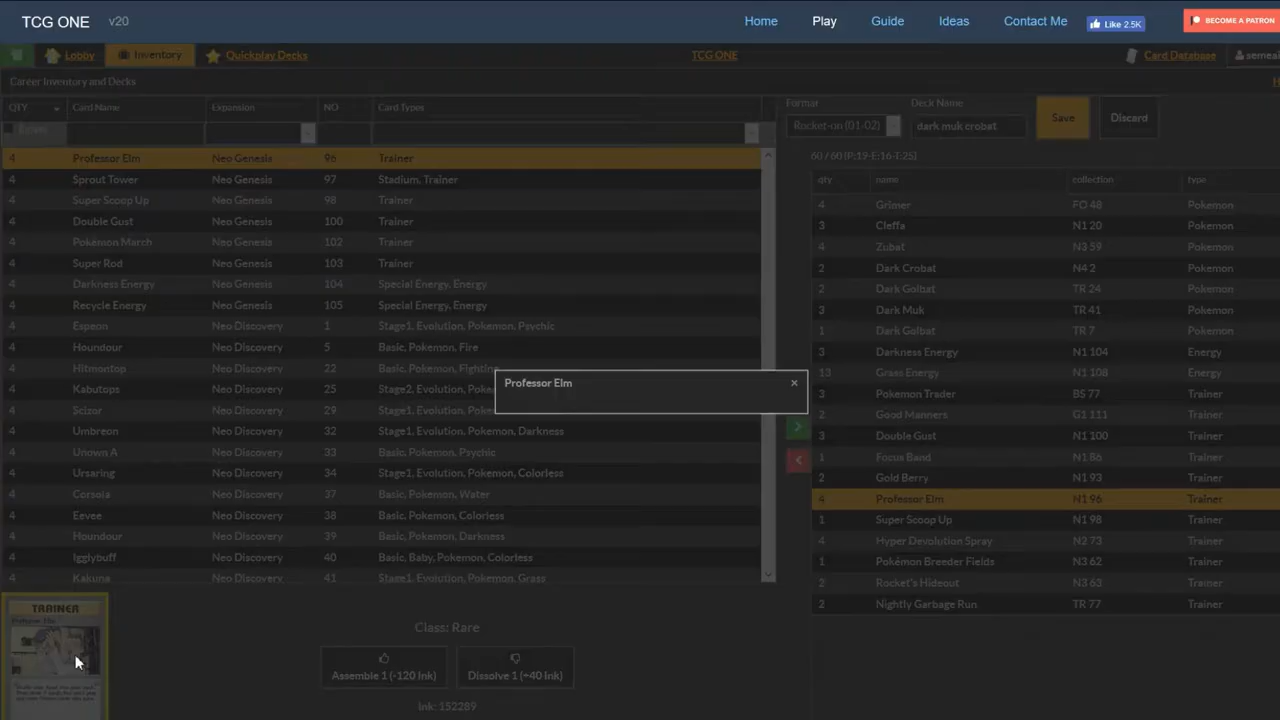 TCG ONE v20 Home Play Guide Ideas Contact Me Like 2.5K BECOME A PATRON
Lobby Inventory Quickplay Decks TCG ONE Card Database semeal
Career Inventory and Decks
QTY Card Name Expansion NO Card Types
Format Deck Name
Rocket-on (01-02) dark muk crobat Save Discard
60 / 60 [P:19-E:16-T:25]
qty name collection type
4 Professor Elm Neo Genesis 96 Trainer
4 Sprout Tower Neo Genesis 97 Stadium, Trainer
4 Super Scoop Up Neo Genesis 98 Trainer
4 Double Gust Neo Genesis 100 Trainer
4 Pokémon March Neo Genesis 102 Trainer
4 Super Rod Neo Genesis 103 Trainer
4 Darkness Energy Neo Genesis 104 Special Energy, Energy
4 Recycle Energy Neo Genesis 105 Special Energy, Energy
4 Espeon Neo Discovery 1 Stage1, Evolution, Pokemon, Psychic
4 Houndour Neo Discovery 5 Basic, Pokemon, Fire
4 Hitmontop Neo Discovery 22 Basic, Pokemon, Fighting
4 Kabutops Neo Discovery 25 Stage2, Evolution, Poke
4 Scizor Neo Discovery 29 Stage1, Evolution, Poke
4 Umbreon Neo Discovery 32 Stage1, Evolution, Pokemon, Darkness
4 Unown A Neo Discovery 33 Basic, Pokemon, Psychic
4 Ursaring Neo Discovery 34 Stage1, Evolution, Pokemon, Colorless
4 Corsola Neo Discovery 37 Basic, Pokemon, Water
4 Eevee Neo Discovery 38 Basic, Pokemon, Colorless
4 Houndour Neo Discovery 39 Basic, Pokemon, Darkness
4 Igglybuff Neo Discovery 40 Basic, Baby, Pokemon, Colorless
4 Kakuna Neo Discovery 41 Stage1, Evolution, Pokemon, Grass
Professor Elm ×
4 Grimer FO 48 Pokemon
3 Cleffa N1 20 Pokemon
4 Zubat N3 59 Pokemon
2 Dark Crobat N4 2 Pokemon
2 Dark Golbat TR 24 Pokemon
3 Dark Muk TR 41 Pokemon
1 Dark Golbat TR 7 Pokemon
3 Darkness Energy N1 104 Energy
13 Grass Energy N1 108 Energy
3 Pokemon Trader BS 77 Trainer
2 Good Manners G1 111 Trainer
3 Double Gust N1 100 Trainer
1 Focus Band N1 86 Trainer
2 Gold Berry N1 93 Trainer
4 Professor Elm N1 96 Trainer
1 Super Scoop Up N1 98 Trainer
4 Hyper Devolution Spray N2 73 Trainer
1 Pokémon Breeder Fields N3 62 Trainer
2 Rocket's Hideout N3 63 Trainer
2 Nightly Garbage Run TR 77 Trainer
TRAINER
Professor Elm
Class: Rare
Assemble 1 (-120 Ink) Dissolve 1 (+40 Ink)
Ink: 152289